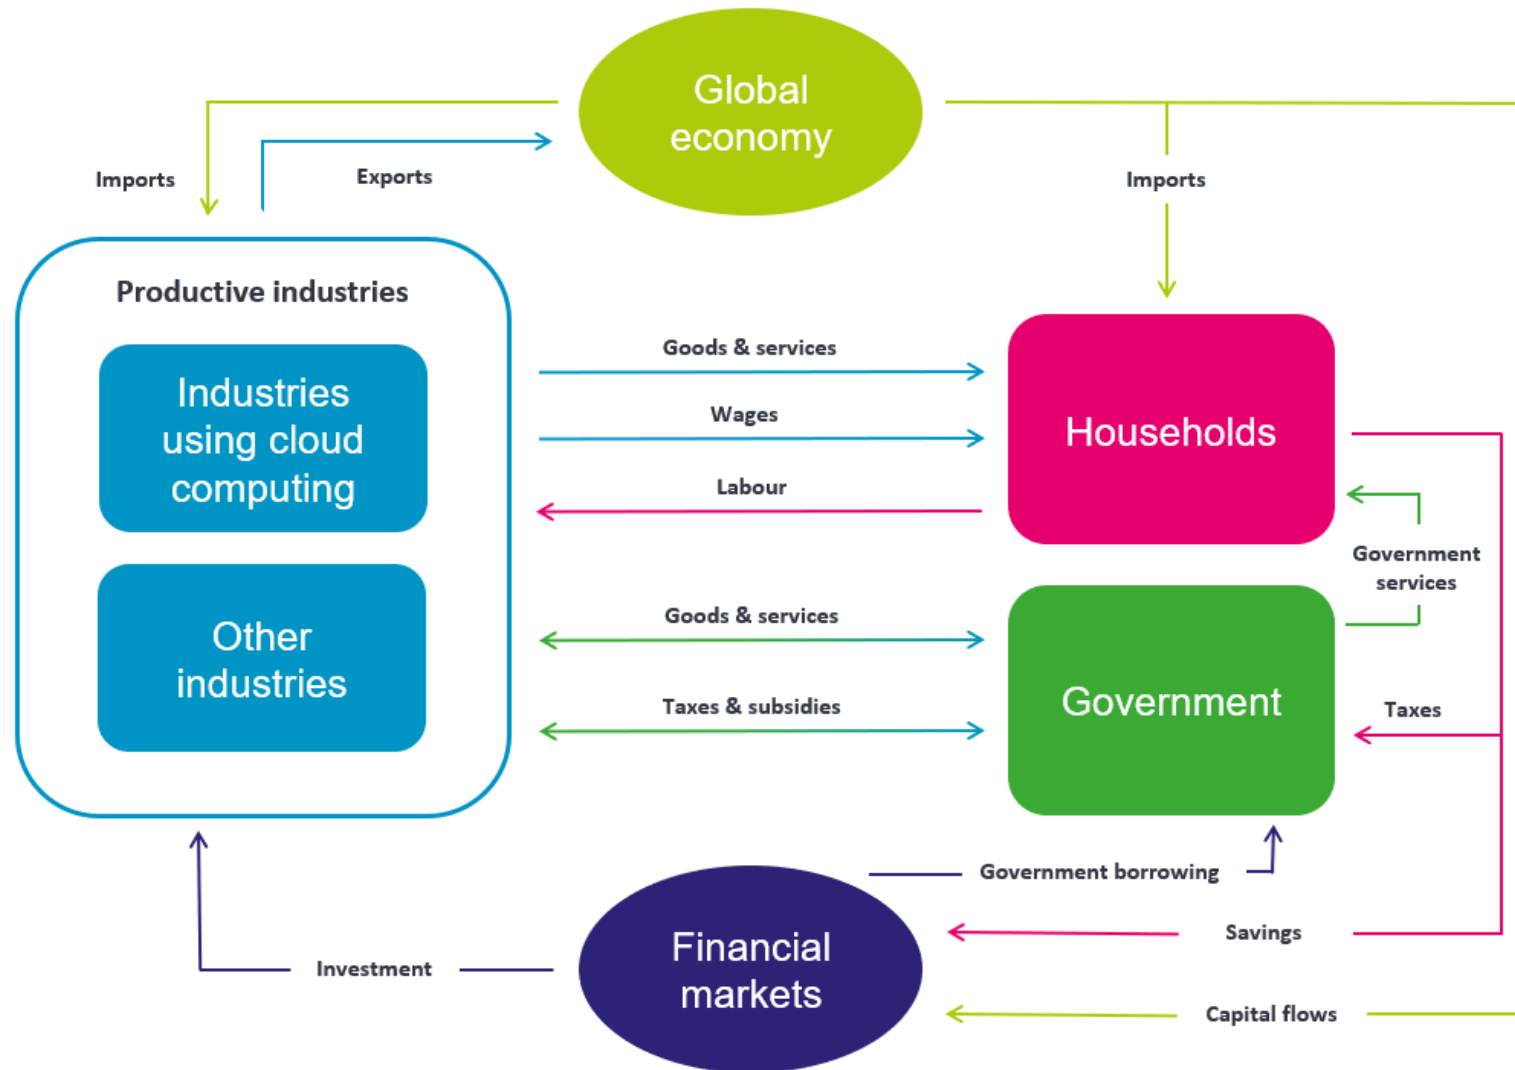 Global
economy
Imports
Exports
Imports
Productive industries
Industries
using cloud
computing
Other
industries
Goods & services
Wages
Labour
Goods & services
Taxes & subsidies
Households
Government
services
Government
Taxes
Government borrowing
Savings
Financial
markets
Investment
Capital flows